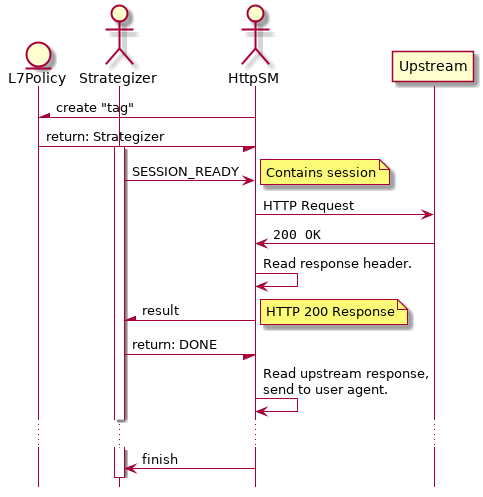 L7Policy
Strategizer
HttpSM
Upstream
create "tag"
return: Strategizer
SESSION_READY
Contains session
HTTP Request
200 OK
Read response header.
result
HTTP 200 Response
return: DONE
Read upstream response,
send to user agent.
finish